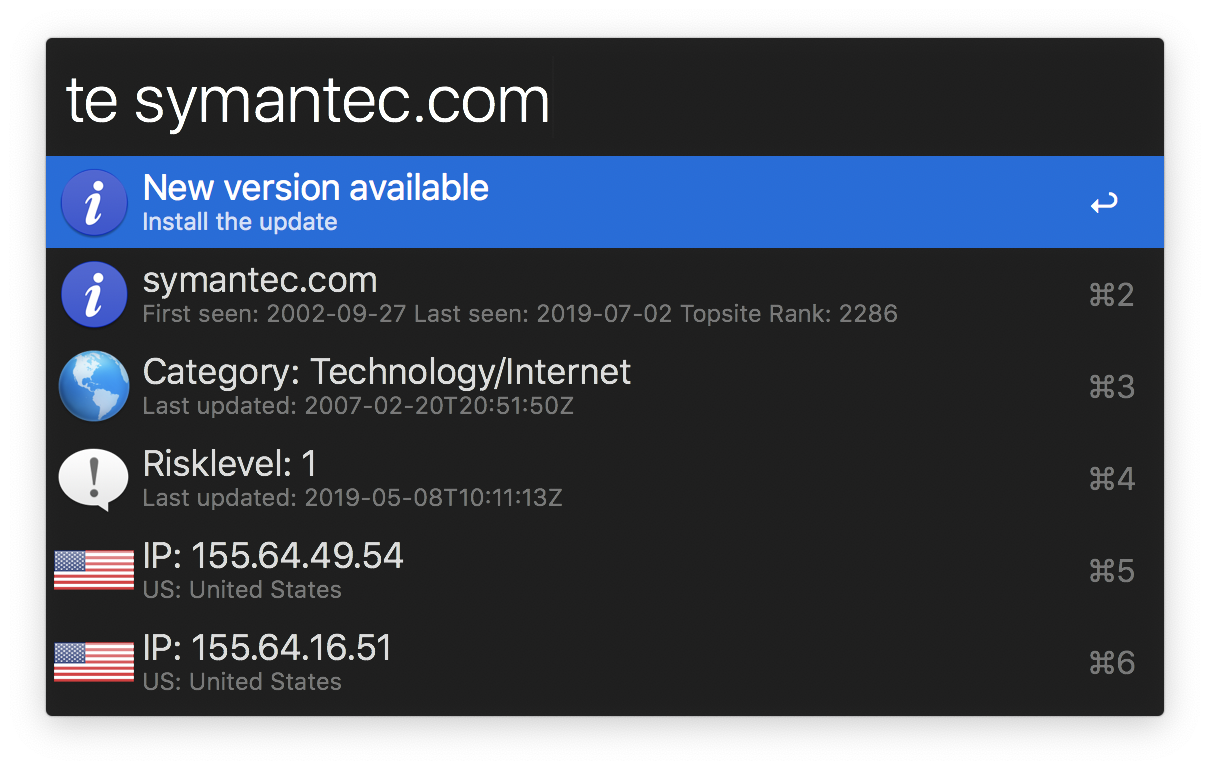 te symantec.com
New version available
Install the update
↩
symantec.com
First seen: 2002-09-27 Last seen: 2019-07-02 Topsite Rank: 2286
⌘2
Category: Technology/Internet
Last updated: 2007-02-20T20:51:50Z
⌘3
Risklevel: 1
Last updated: 2019-05-08T10:11:13Z
⌘4
IP: 155.64.49.54
US: United States
⌘5
IP: 155.64.16.51
US: United States
⌘6